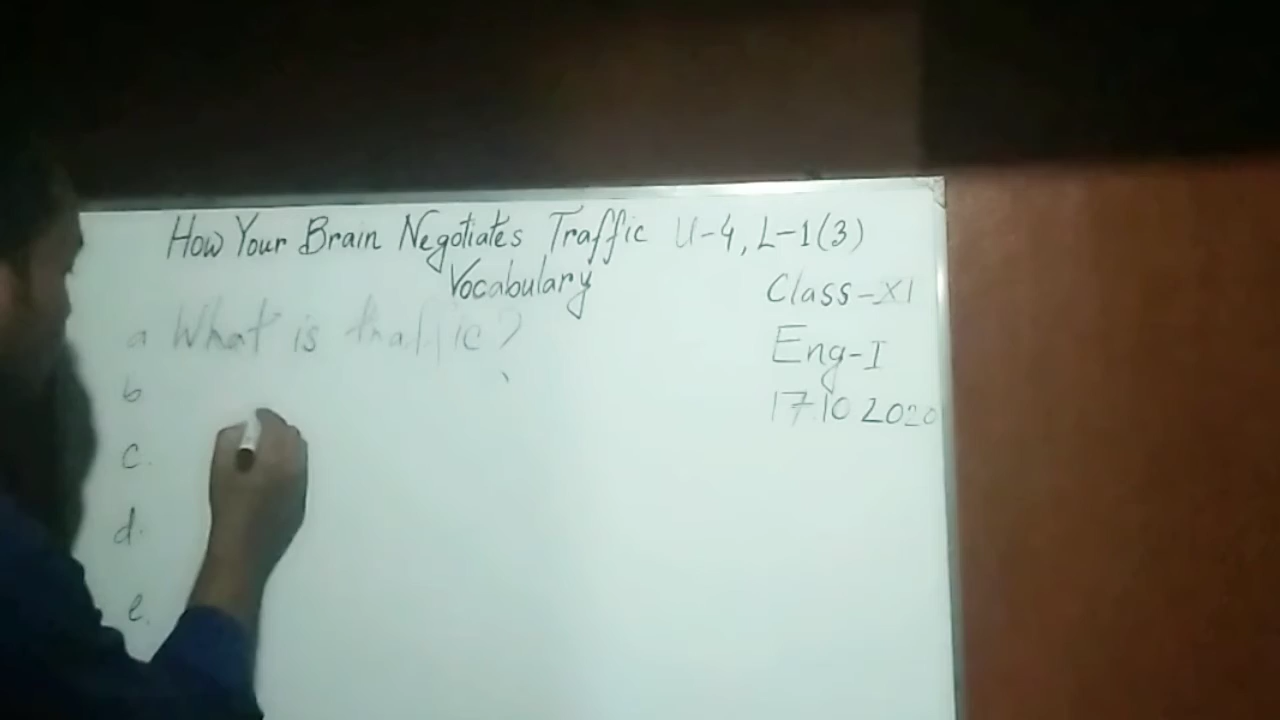 How Your Brain Negotiates Traffic U-4, L-1(3)
Vocabulary
Class-XI
a What is traffic?
Eng-I
b
17.10 2020
c.
d.
e.